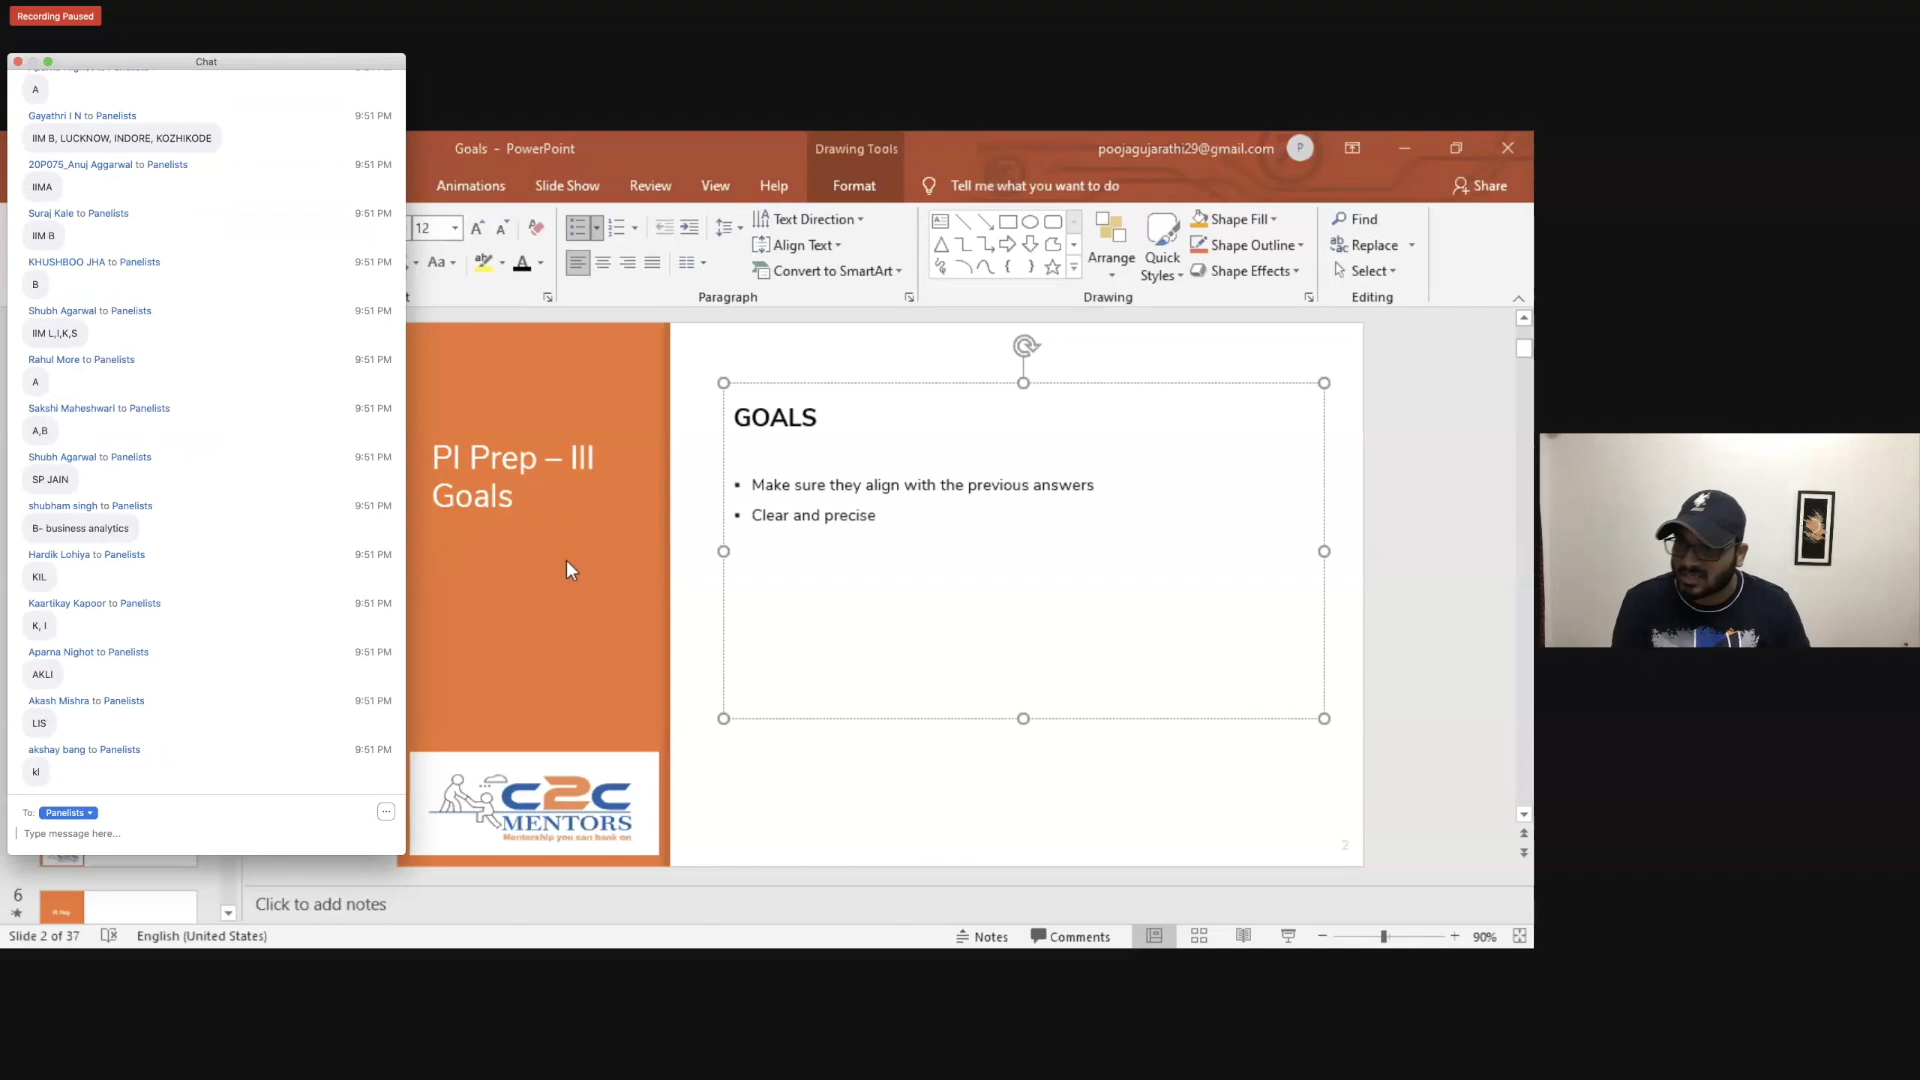 Recording Paused
Chat
A
Gayathri I N to Panelists 9:51 PM
IIM B, LUCKNOW, INDORE, KOZHIKODE
20P075_Anuj Aggarwal to Panelists 9:51 PM
IIMA
Suraj Kale to Panelists 9:51 PM
IIM B
KHUSHBOO JHA to Panelists 9:51 PM
B
Shubh Agarwal to Panelists 9:51 PM
IIM L,I,K,S
Rahul More to Panelists 9:51 PM
A
Sakshi Maheshwari to Panelists 9:51 PM
A,B
Shubh Agarwal to Panelists 9:51 PM
SP JAIN
shubham singh to Panelists 9:51 PM
B- business analytics
Hardik Lohiya to Panelists 9:51 PM
KIL
Kaartikay Kapoor to Panelists 9:51 PM
K, I
Aparna Nighot to Panelists 9:51 PM
AKLI
Akash Mishra to Panelists 9:51 PM
LIS
akshay bang to Panelists 9:51 PM
kl
To: Panelists
Type message here...
Goals - PowerPoint
Drawing Tools
poojagujarathi29@gmail.com
P
Animations Slide Show Review View Help Format Tell me what you want to do Share
12
Text Direction
Shape Fill
Find
Aa
Align Text
Shape Outline
Replace
Convert to SmartArt
Arrange
Quick
Styles
Shape Effects
Select
Paragraph
Drawing
Editing
PI Prep – III
Goals
GOALS
▪ Make sure they align with the previous answers
▪ Clear and precise
c2c
MENTORS
Mentorship you can bank on
2
6
Click to add notes
Slide 2 of 37
English (United States)
Notes
Comments
90%